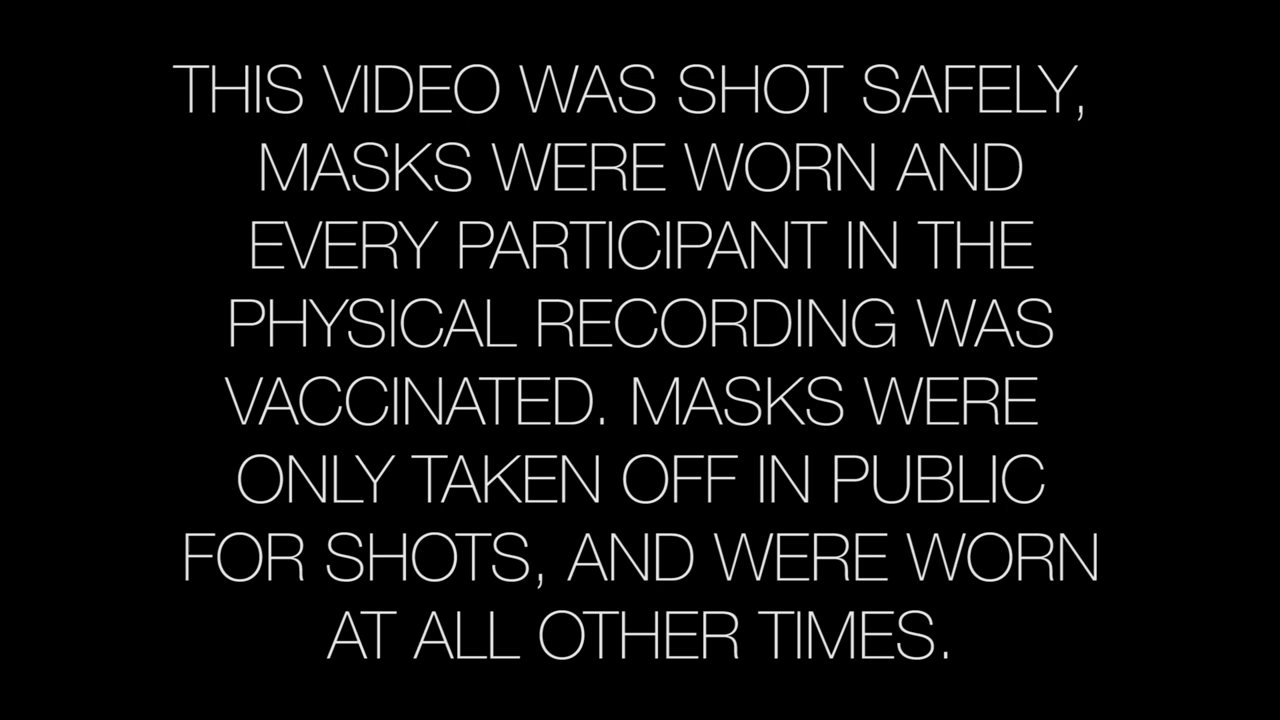 THIS VIDEO WAS SHOT SAFELY,
MASKS WERE WORN AND
EVERY PARTICIPANT IN THE
PHYSICAL RECORDING WAS
VACCINATED. MASKS WERE
ONLY TAKEN OFF IN PUBLIC
FOR SHOTS, AND WERE WORN
AT ALL OTHER TIMES.